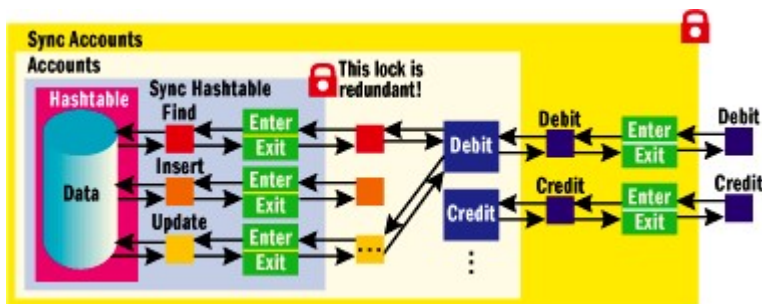 Sync Accounts
Accounts
Sync Hashtable
This lock is
redundant!
Hashtable
Find
Enter
Exit
Debit
Debit
Enter
Exit
Debit
Data
Insert
Enter
Exit
Credit
Credit
Enter
Exit
Credit
Update
Enter
Exit
...
⋮